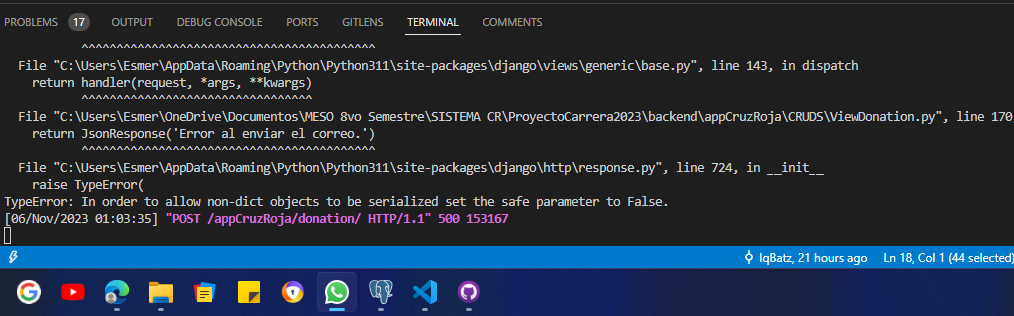 PROBLEMS 17 OUTPUT DEBUG CONSOLE PORTS GITLENS TERMINAL COMMENTS
^^^^^^^^^^^^^^^^^^^^^^^^^^^^^^^^^^^^^^^^^^
File "C:\Users\Esmer\AppData\Roaming\Python\Python311\site-packages\django\views\generic\base.py", line 143, in dispatch
return handler(request, *args, **kwargs)
^^^^^^^^^^^^^^^^^^^^^^^^^^^^^^^^^
File "C:\Users\Esmer\OneDrive\Documentos\MESO 8vo Semestre\SISTEMA CR\ProyectoCarrera2023\backend\appCruzRoja\CRUDS\ViewDonation.py", line 170
return JsonResponse('Error al enviar el correo.')
^^^^^^^^^^^^^^^^^^^^^^^^^^^^^^^^^^^^^^^^^^
File "C:\Users\Esmer\AppData\Roaming\Python\Python311\site-packages\django\http\response.py", line 724, in __init__
raise TypeError(
TypeError: In order to allow non-dict objects to be serialized set the safe parameter to False.
[06/Nov/2023 01:03:35] "POST /appCruzRoja/donation/ HTTP/1.1" 500 153167
IqBatz, 21 hours ago Ln 18, Col 1 (44 selected)